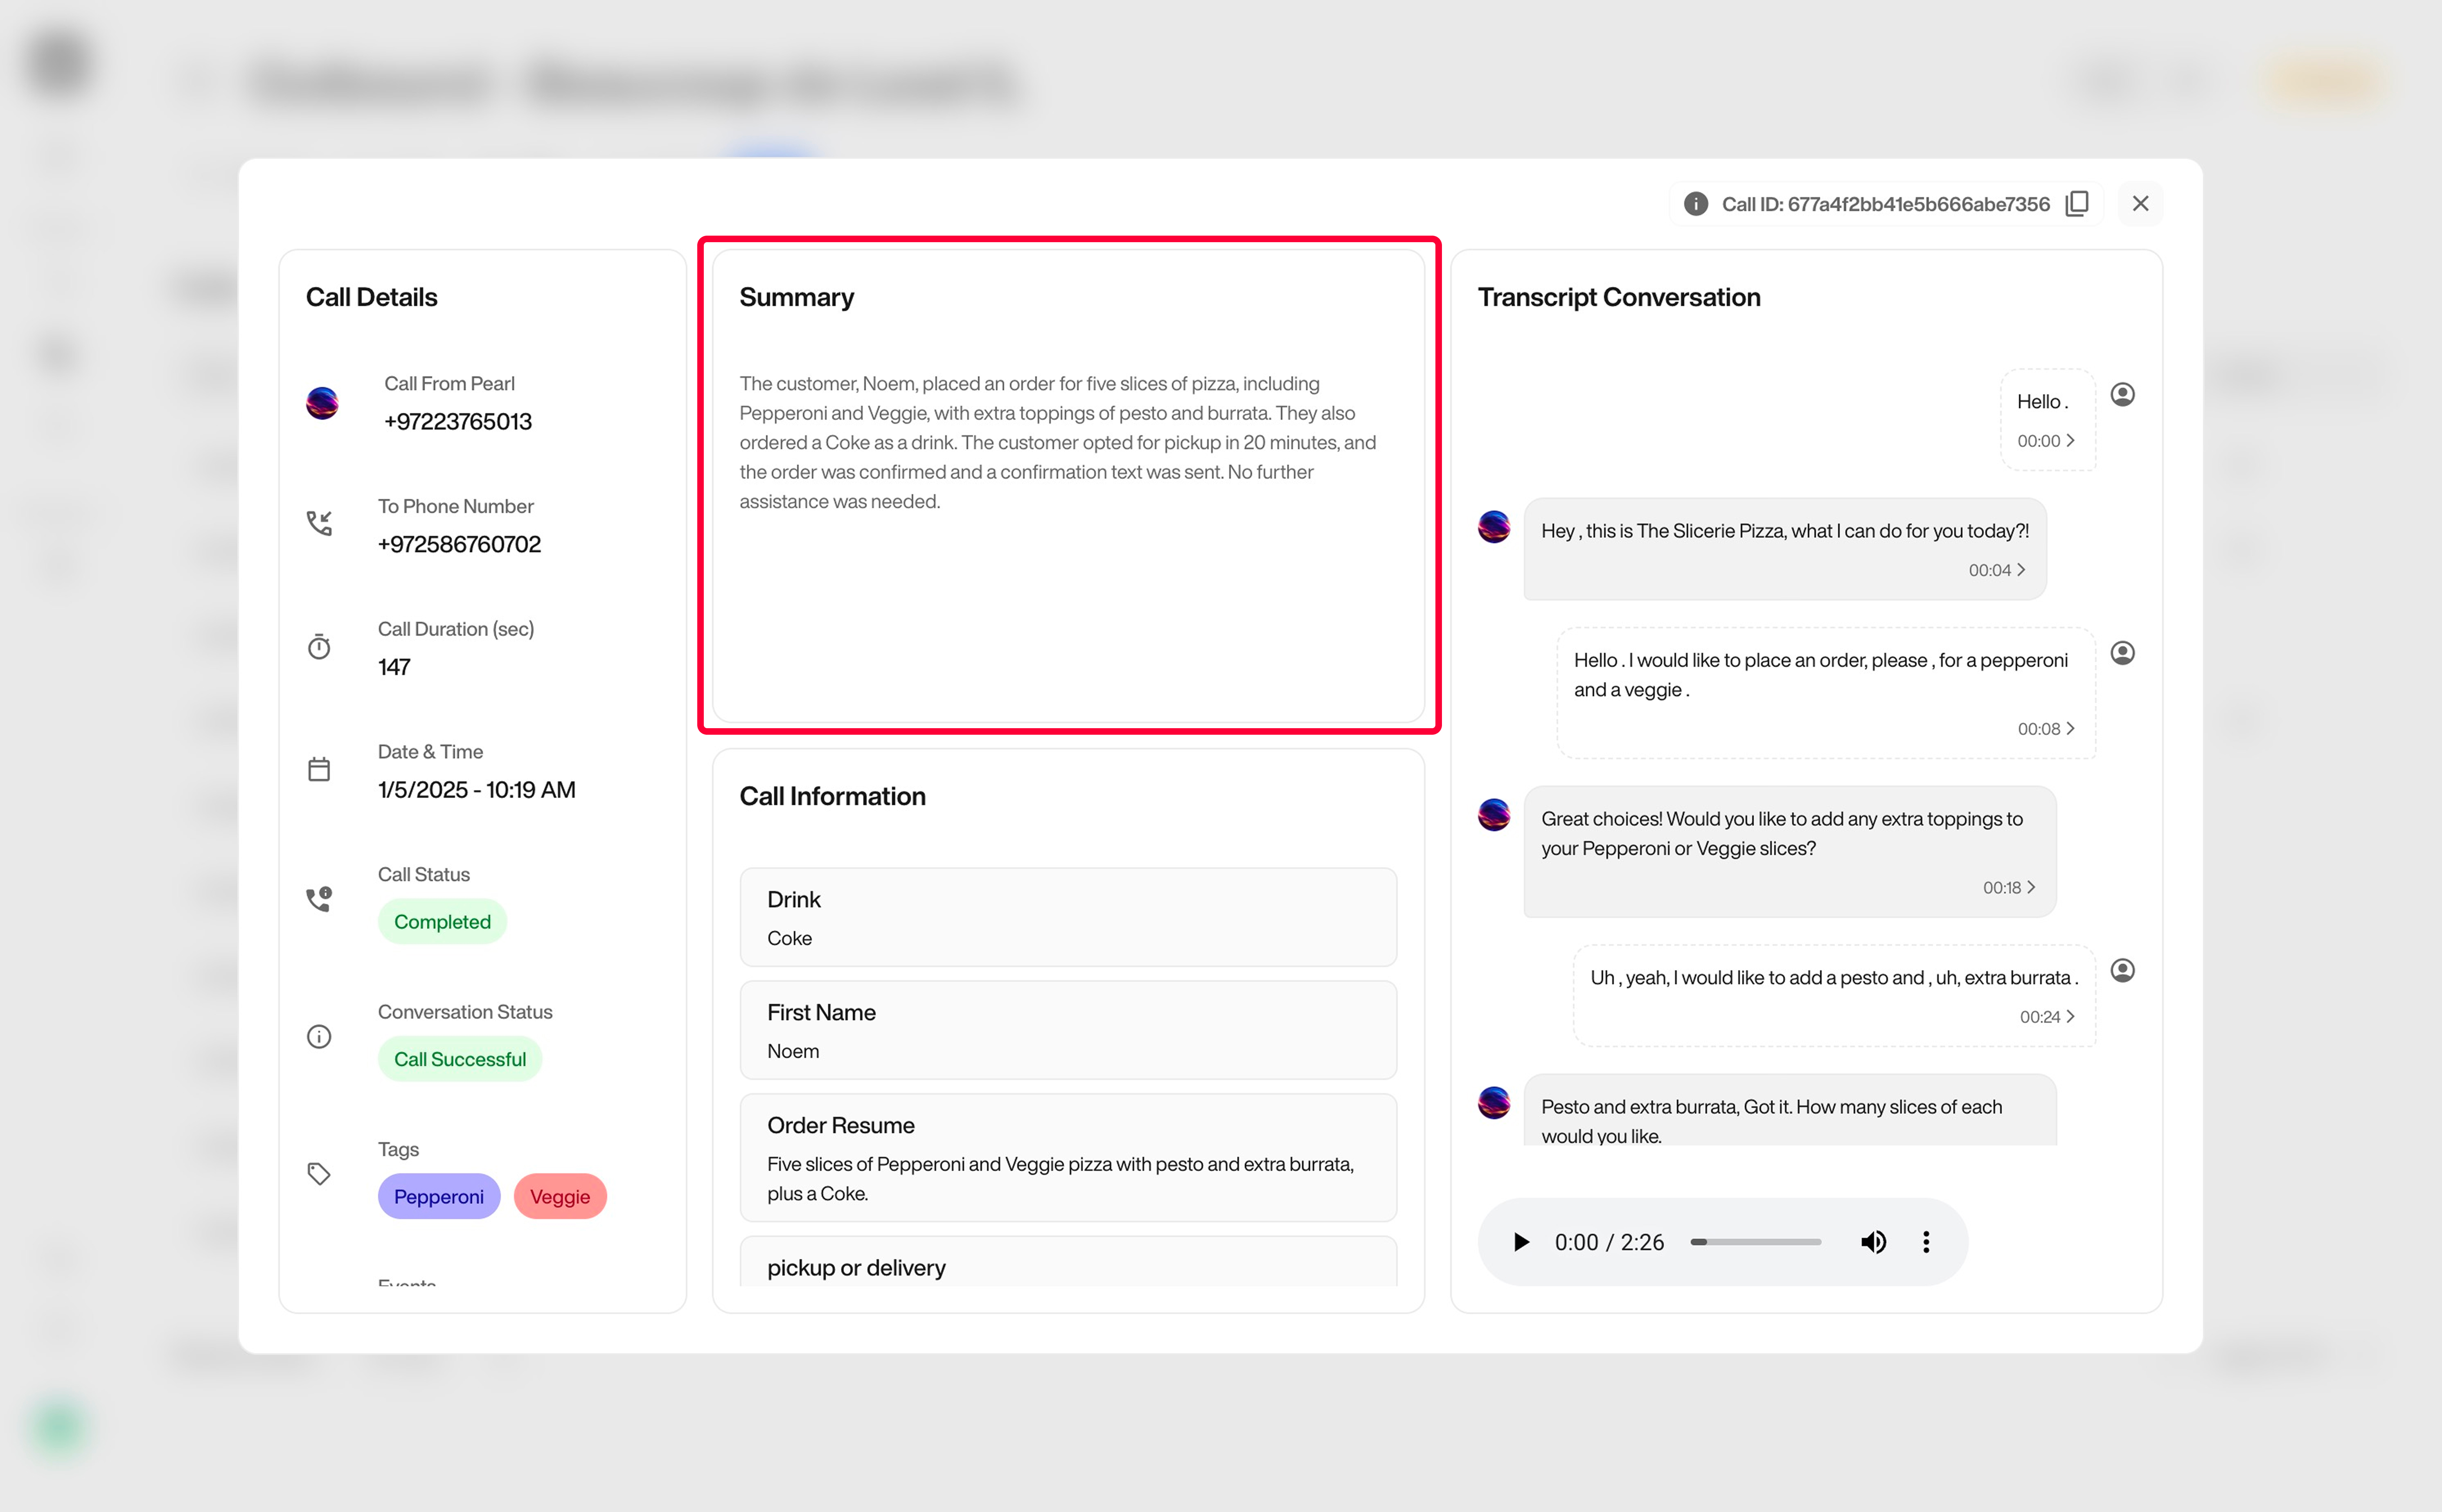 Call ID: 677a4f2bb41e5b666abe7356
Call Details
Call From Pearl
+97223765013
To Phone Number
+972586760702
Call Duration (sec)
147
Date & Time
1/5/2025 - 10:19 AM
Call Status
Completed
Conversation Status
Call Successful
Tags
Pepperoni Veggie
Events
Summary
The customer, Noem, placed an order for five slices of pizza, including
Pepperoni and Veggie, with extra toppings of pesto and burrata. They also
ordered a Coke as a drink. The customer opted for pickup in 20 minutes, and
the order was confirmed and a confirmation text was sent. No further
assistance was needed.
Call Information
Drink
Coke
First Name
Noem
Order Resume
Five slices of Pepperoni and Veggie pizza with pesto and extra burrata,
plus a Coke.
pickup or delivery
Transcript Conversation
Hello .
00:00
Hey , this is The Slicerie Pizza, what I can do for you today?!
00:04
Hello . I would like to place an order, please , for a pepperoni
and a veggie .
00:08
Great choices! Would you like to add any extra toppings to
your Pepperoni or Veggie slices?
00:18
Uh , yeah, I would like to add a pesto and , uh, extra burrata .
00:24
Pesto and extra burrata, Got it. How many slices of each
would you like.
0:00 / 2:26